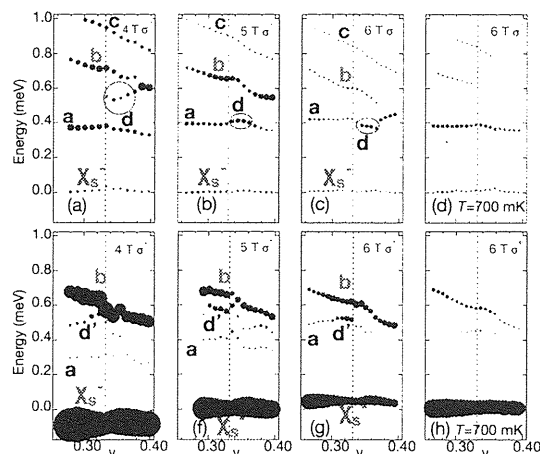 1.0
0.8
0.6
0.4
0.2
0.0
Energy (meV)
c
4 T σ
b
a
d
Xs-
(a)
c
5 T σ
b
a
d
Xs-
(b)
c
6 T σ
b
a
d
Xs-
(c)
6 T σ
(d) T=700 mK
1.0
0.8
0.6
0.4
0.2
0.0
Energy (meV)
4 T σ-
b
d'
a
Xs-
0.30
0.40
5 T σ-
b
d'
a
(f)
0.30
0.40
6 T σ-
b
d'
a
(g)
0.30
0.40
6 T σ-
(h) T=700 mK
0.30
0.40
ν